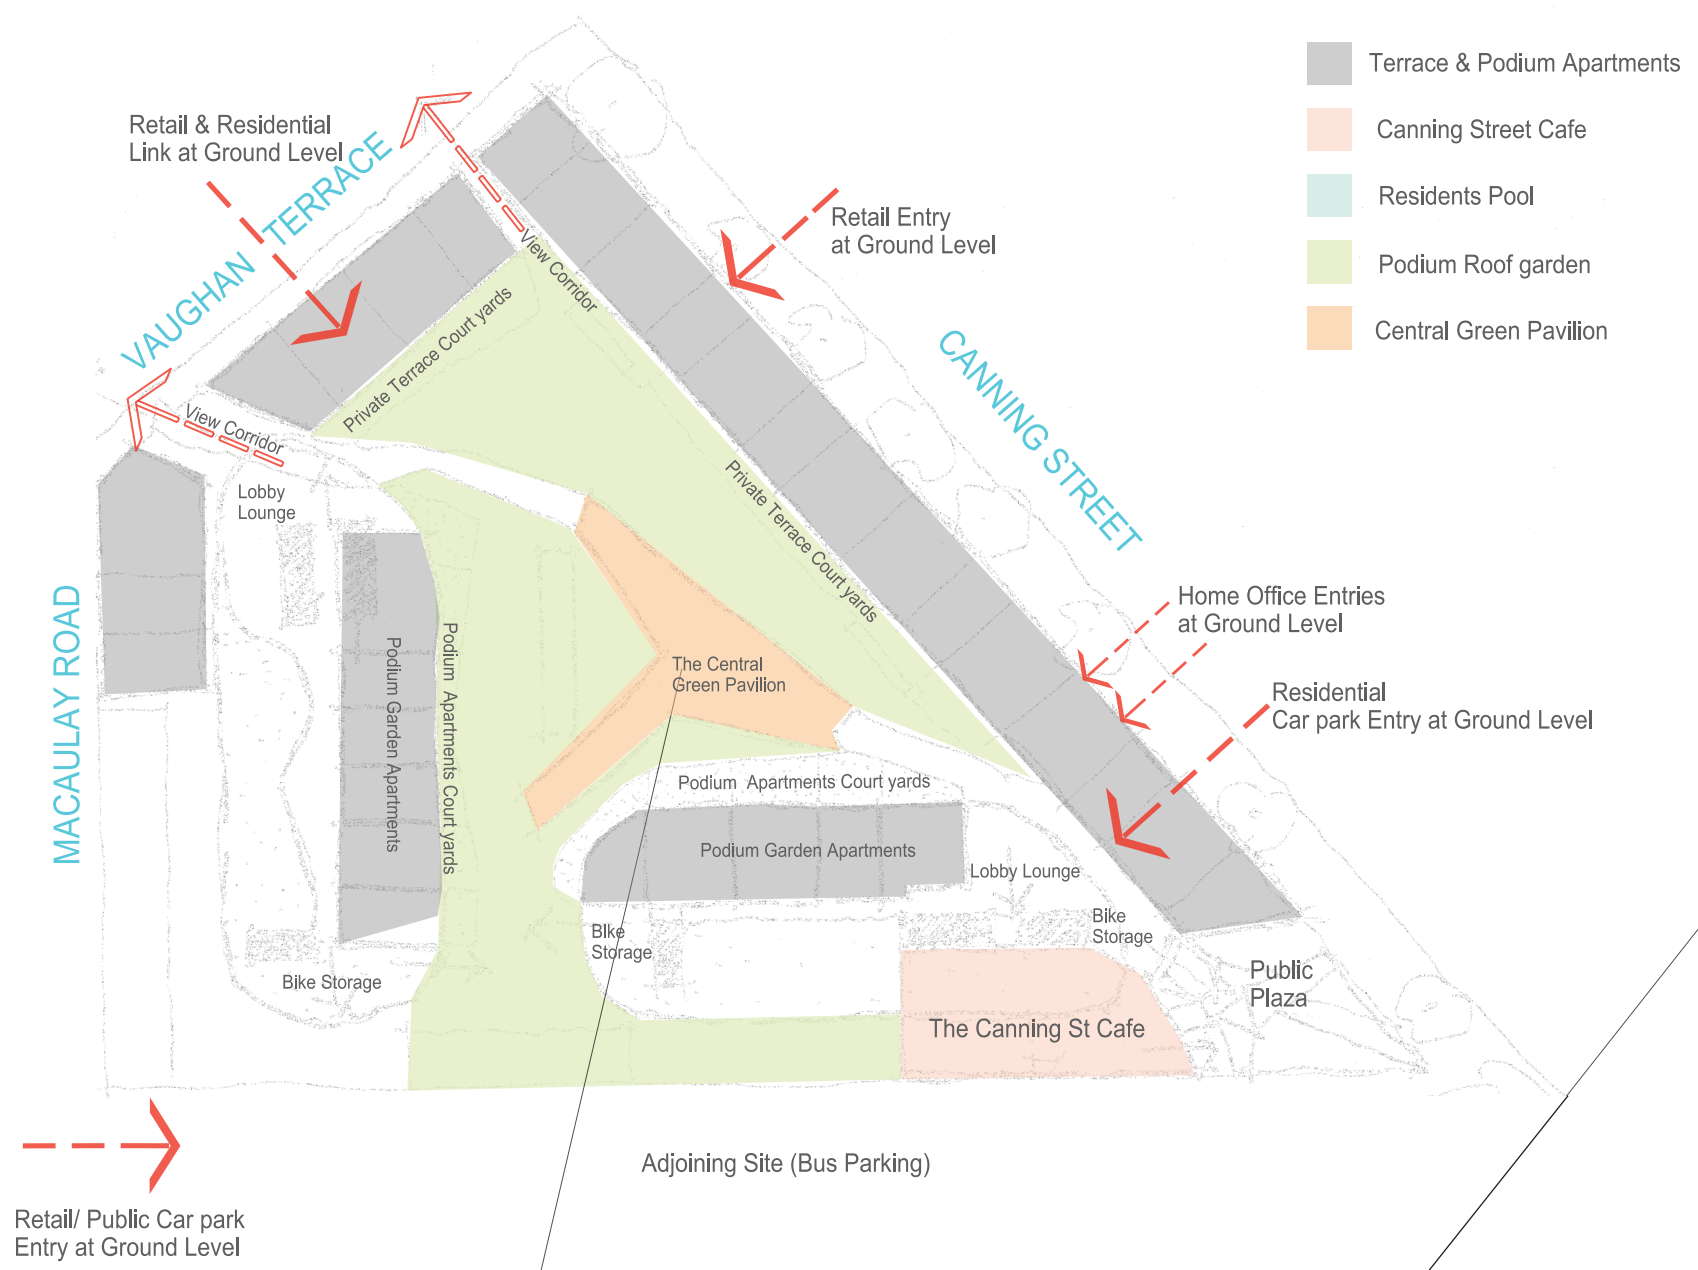 Terrace & Podium Apartments
Canning Street Cafe
Residents Pool
Podium Roof garden
Central Green Pavilion
Retail & Residential
Link at Ground Level
VAUGHAN TERRACE
Retail Entry
at Ground Level
View Corridor
Private Terrace Court yards
CANNING STREET
View Corridor
Lobby
Lounge
Private Terrace Court yards
Home Office Entries
at Ground Level
MACAULAY ROAD
Podium Garden Apartments
Podium Apartments Court yards
The Central
Green Pavilion
Residential
Car park Entry at Ground Level
Podium Apartments Court yards
Podium Garden Apartments
Lobby Lounge
Bike
Storage
Bike
Storage
Bike Storage
Public
Plaza
The Canning St Cafe
Adjoining Site (Bus Parking)
Retail/ Public Car park
Entry at Ground Level